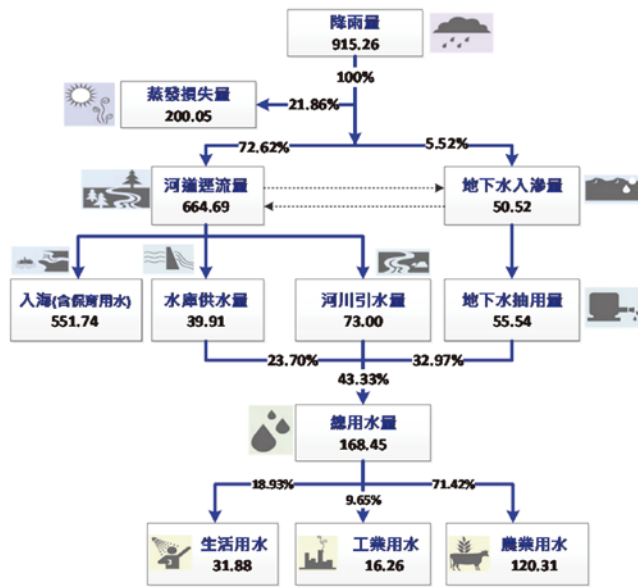 降雨量
915.26
100%
蒸發損失量
200.05
21.86%
72.62%
5.52%
河道逕流量
664.69
地下水入滲量
50.52
入海(含保育用水)
551.74
水庫供水量
39.91
河川引水量
73.00
地下水抽用量
55.54
23.70%
32.97%
43.33%
總用水量
168.45
18.93%
9.65%
71.42%
生活用水
31.88
工業用水
16.26
農業用水
120.31